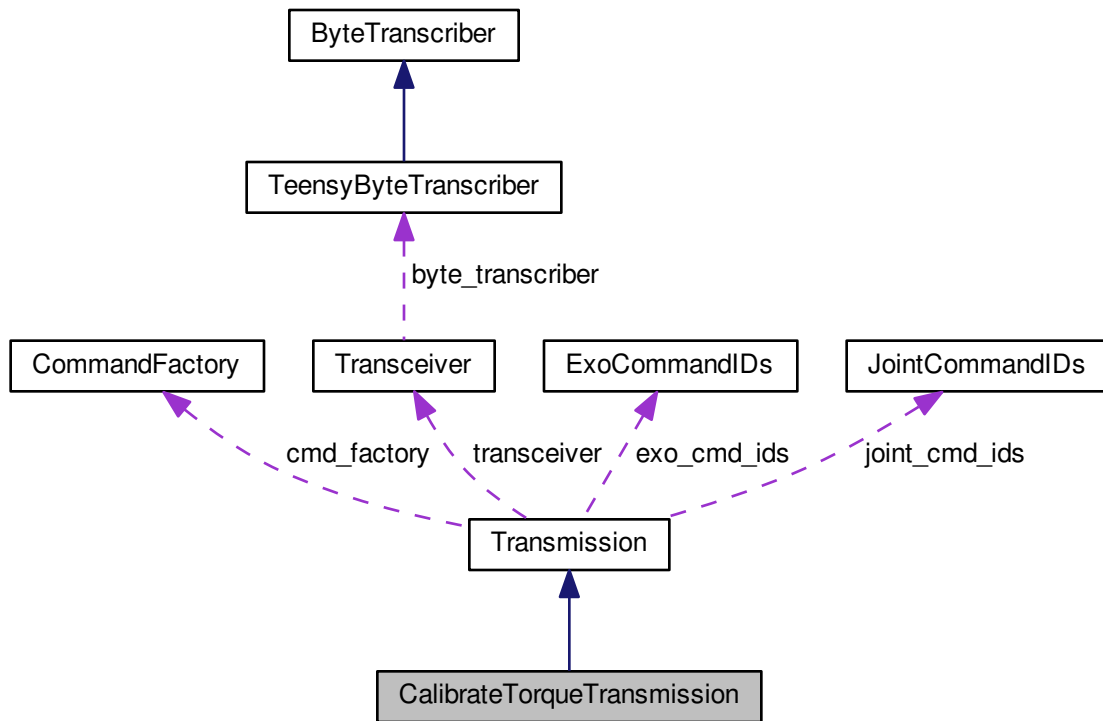 ByteTranscriber
TeensyByteTranscriber
byte_transcriber
CommandFactory
Transceiver
ExoCommandIDs
JointCommandIDs
cmd_factory
transceiver
exo_cmd_ids
joint_cmd_ids
Transmission
CalibrateTorqueTransmission